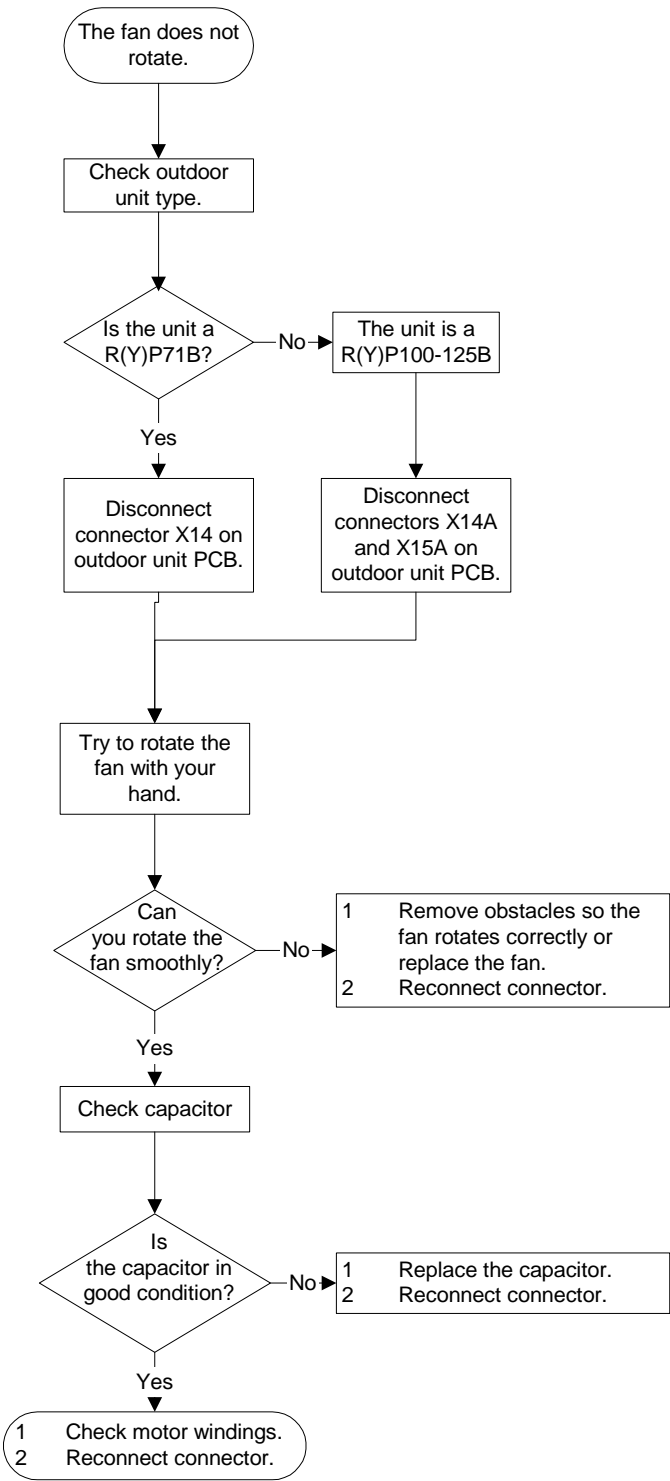 The fan does not
rotate.
Check outdoor
unit type.
Is the unit a
R(Y)P71B?
No
The unit is a
R(Y)P100-125B
Yes
Disconnect
connector X14 on
outdoor unit PCB.
Disconnect
connectors X14A
and X15A on
outdoor unit PCB.
Try to rotate the
fan with your
hand.
Can
you rotate the
fan smoothly?
No
1 Remove obstacles so the
fan rotates correctly or
replace the fan.
2 Reconnect connector.
Yes
Check capacitor
Is
the capacitor in
good condition?
No
1 Replace the capacitor.
2 Reconnect connector.
Yes
1 Check motor windings.
2 Reconnect connector.